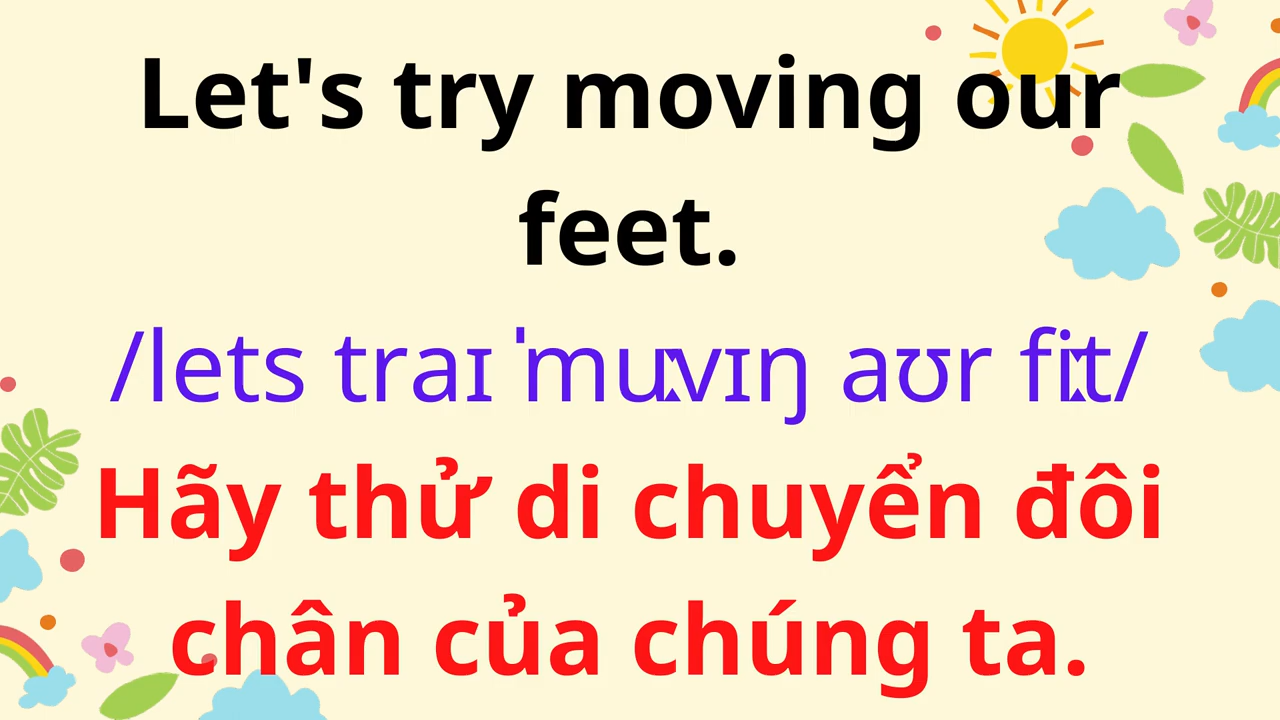 Let's try moving our
feet.
/lets traɪ ˈmuːvɪŋ aʊr fiːt/
Hãy thử di chuyển đôi
chân của chúng ta.